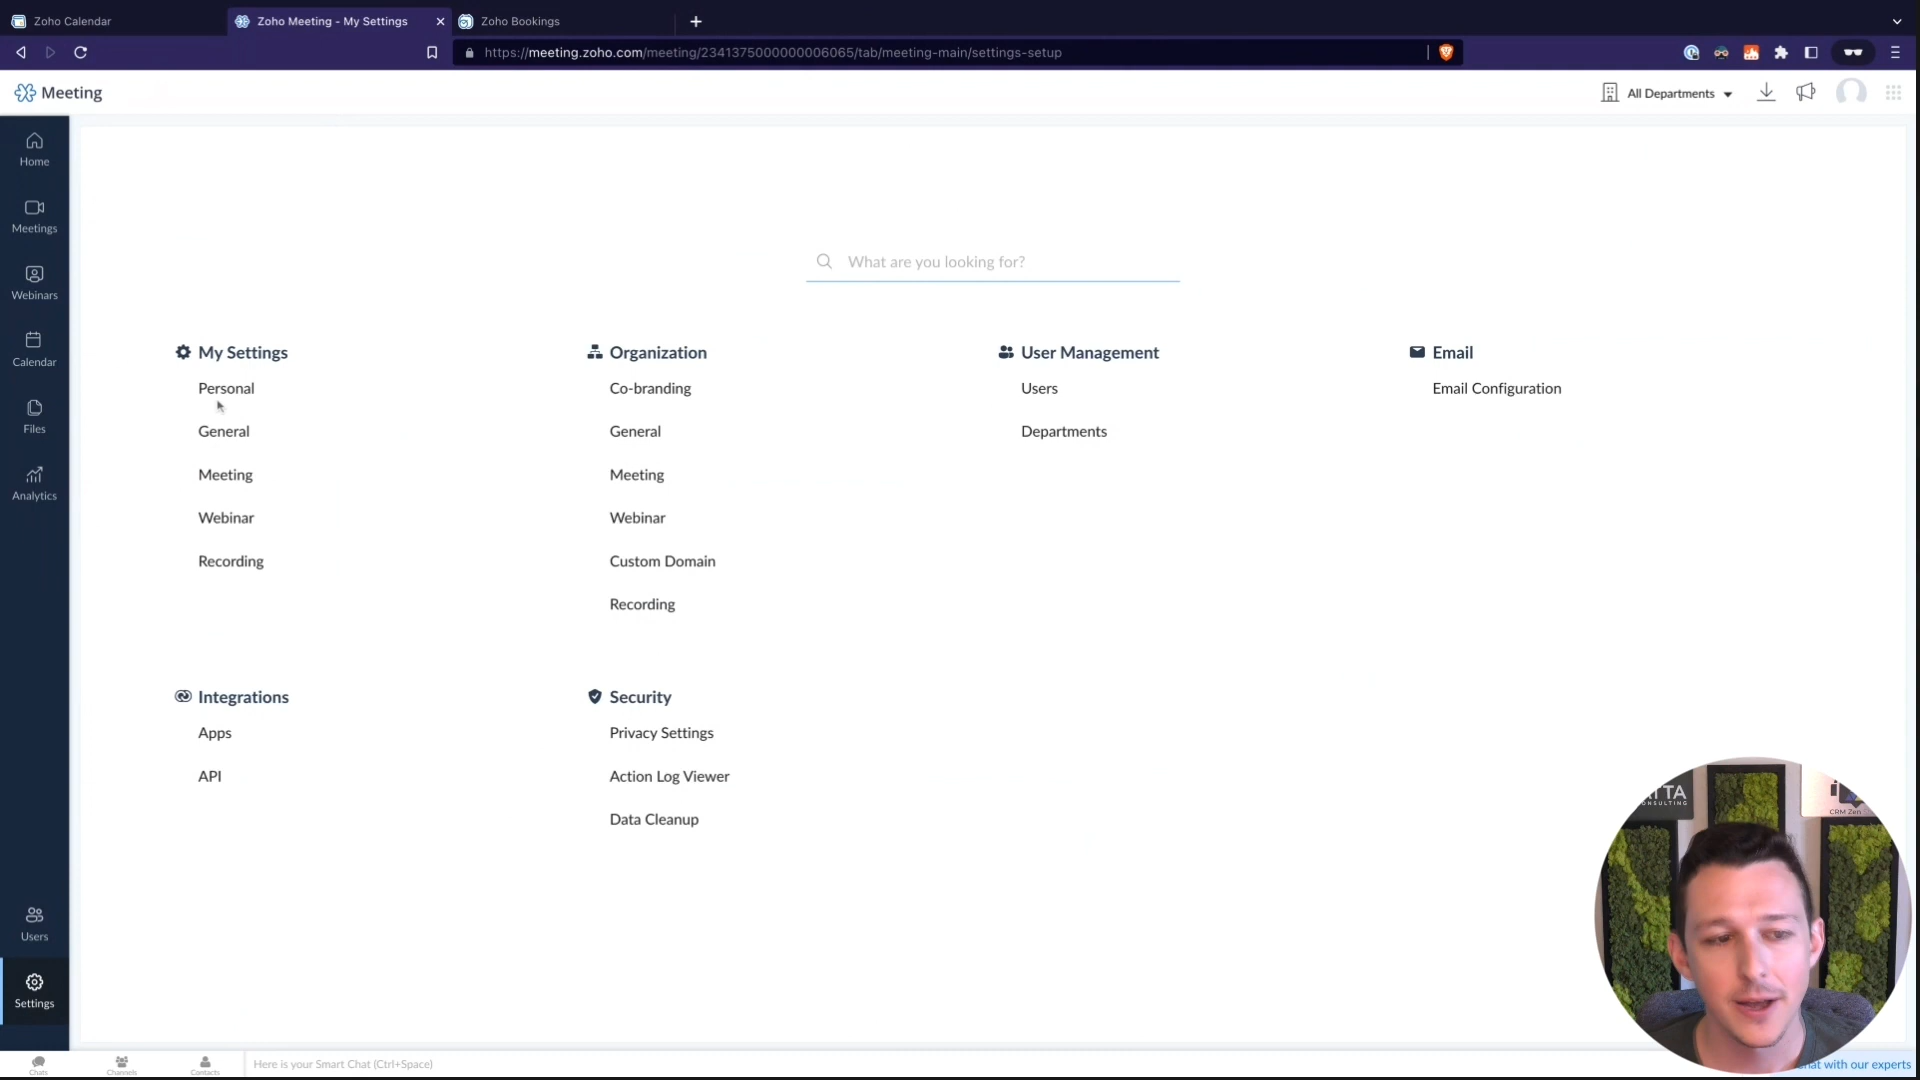 Zoho Calendar
Zoho Meeting - My Settings
Zoho Bookings
https://meeting.zoho.com/meeting/2341375000000006065/tab/meeting-main/settings-setup
Meeting
All Departments
Home
Meetings
Webinars
Calendar
Files
Analytics
Users
Settings
What are you looking for?
My Settings
Personal
General
Meeting
Webinar
Recording
Organization
Co-branding
General
Meeting
Webinar
Custom Domain
Recording
User Management
Users
Departments
Email
Email Configuration
Integrations
Apps
API
Security
Privacy Settings
Action Log Viewer
Data Cleanup
CRM Zen
Chats
Channels
Contacts
Here is your Smart Chat (Ctrl+Space)
with our experts